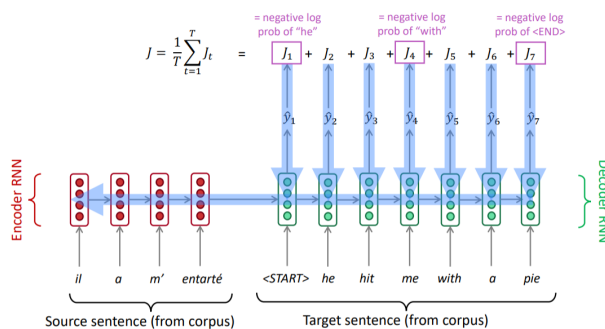 = negative log
prob of "he"
= negative log
prob of "with"
= negative log
prob of <END>
J = 1/T ∑ t=1 T J_t = J_1 + J_2 + J_3 + J_4 + J_5 + J_6 + J_7
ŷ_1 ŷ_2 ŷ_3 ŷ_4 ŷ_5 ŷ_6 ŷ_7
Encoder RNN
Decoder RNN
il a m' entarté <START> he hit me with a pie
Source sentence (from corpus)
Target sentence (from corpus)